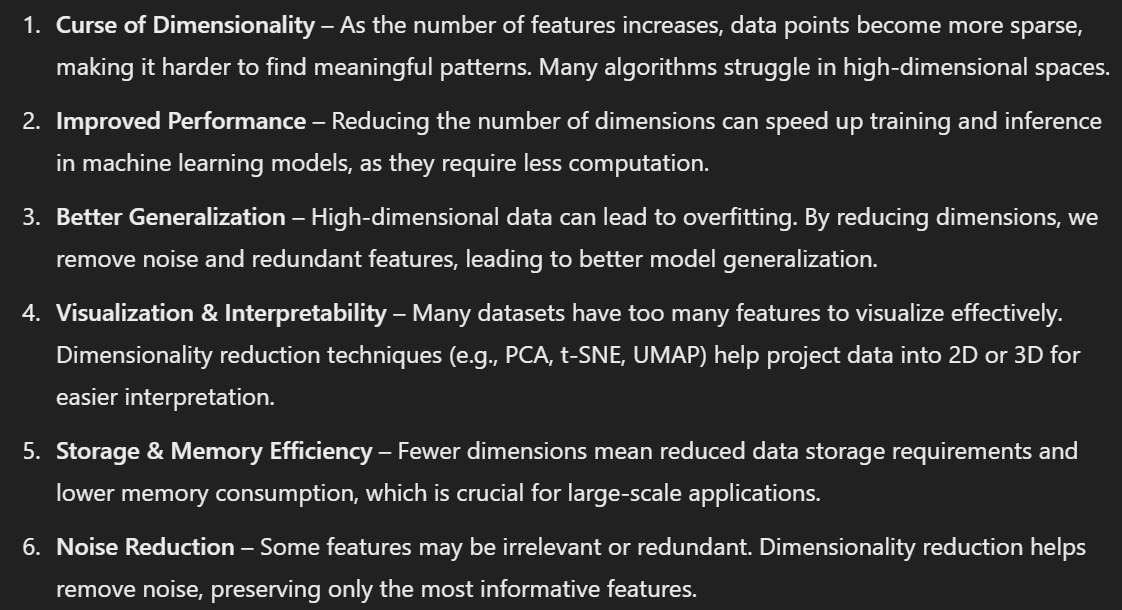 1. Curse of Dimensionality – As the number of features increases, data points become more sparse,
making it harder to find meaningful patterns. Many algorithms struggle in high-dimensional spaces.
2. Improved Performance – Reducing the number of dimensions can speed up training and inference
in machine learning models, as they require less computation.
3. Better Generalization – High-dimensional data can lead to overfitting. By reducing dimensions, we
remove noise and redundant features, leading to better model generalization.
4. Visualization & Interpretability – Many datasets have too many features to visualize effectively.
Dimensionality reduction techniques (e.g., PCA, t-SNE, UMAP) help project data into 2D or 3D for
easier interpretation.
5. Storage & Memory Efficiency – Fewer dimensions mean reduced data storage requirements and
lower memory consumption, which is crucial for large-scale applications.
6. Noise Reduction – Some features may be irrelevant or redundant. Dimensionality reduction helps
remove noise, preserving only the most informative features.